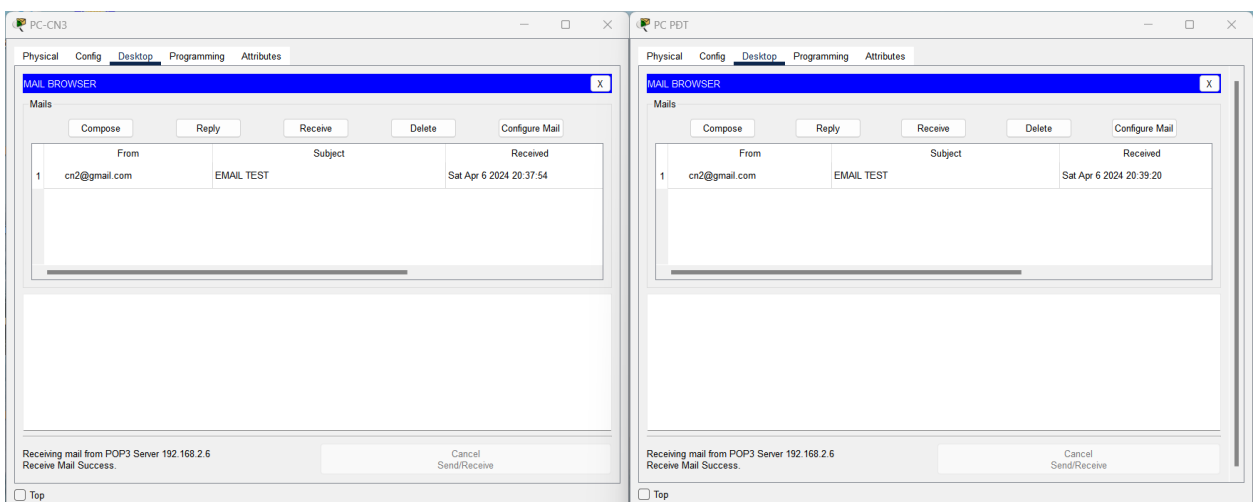 PC-CN3
Physical Config Desktop Programming Attributes
MAIL BROWSER X
Mails
Compose Reply Receive Delete Configure Mail
From Subject Received
1 cn2@gmail.com EMAIL TEST Sat Apr 6 2024 20:37:54
Receiving mail from POP3 Server 192.168.2.6
Receive Mail Success.
Cancel
Send/Receive
Top
PC PĐT
Physical Config Desktop Programming Attributes
MAIL BROWSER X
Mails
Compose Reply Receive Delete Configure Mail
From Subject Received
1 cn2@gmail.com EMAIL TEST Sat Apr 6 2024 20:39:20
Receiving mail from POP3 Server 192.168.2.6
Receive Mail Success.
Cancel
Send/Receive
Top